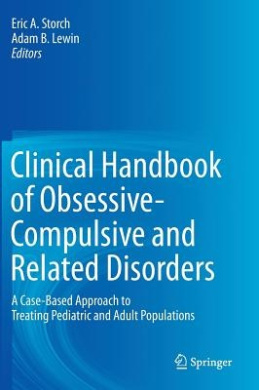 Eric A. Storch
Adam B. Lewin
Editors
Clinical Handbook
of Obsessive-
Compulsive and
Related Disorders
A Case-Based Approach to
Treating Pediatric and Adult Populations
Springer